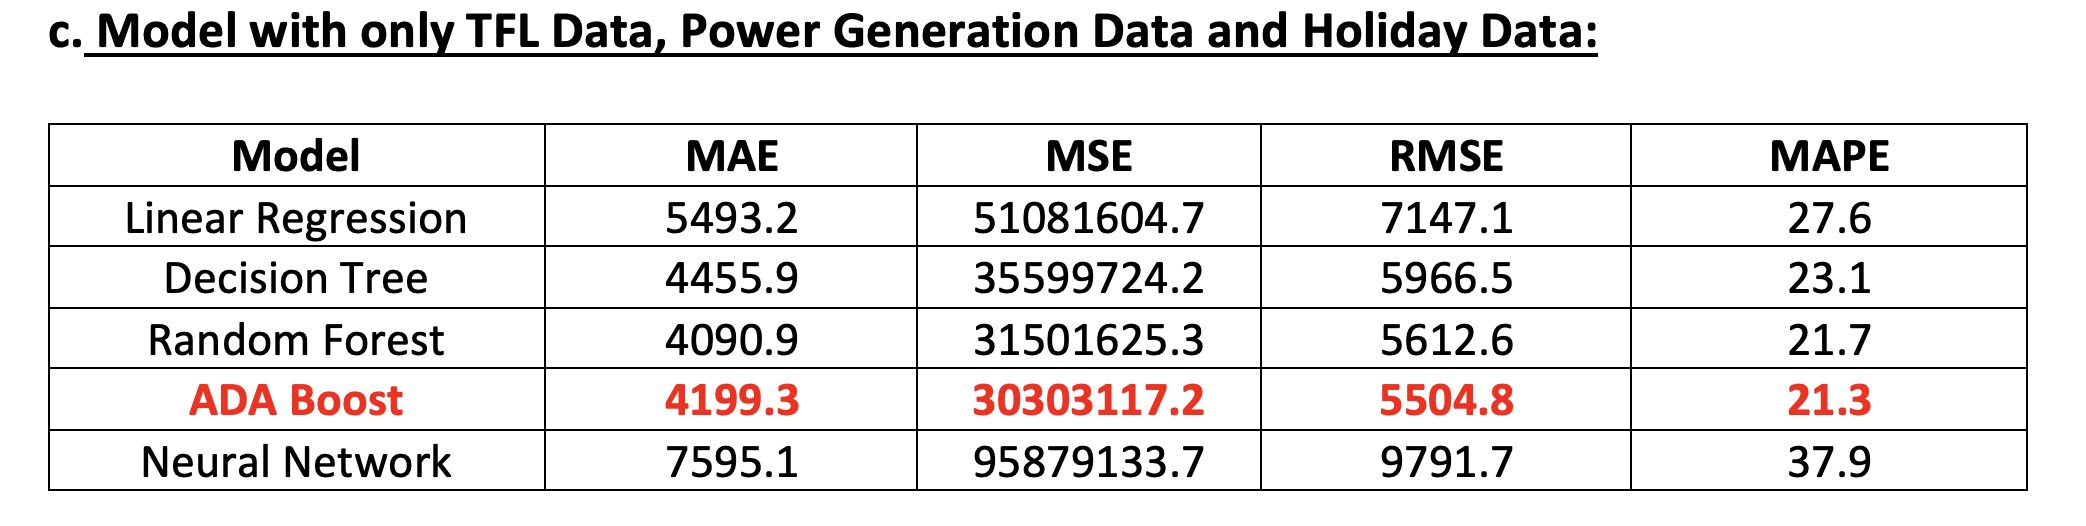 c. Model with only TFL Data, Power Generation Data and Holiday Data:
Model MAE MSE RMSE MAPE
Linear Regression 5493.2 51081604.7 7147.1 27.6
Decision Tree 4455.9 35599724.2 5966.5 23.1
Random Forest 4090.9 31501625.3 5612.6 21.7
ADA Boost 4199.3 30303117.2 5504.8 21.3
Neural Network 7595.1 95879133.7 9791.7 37.9